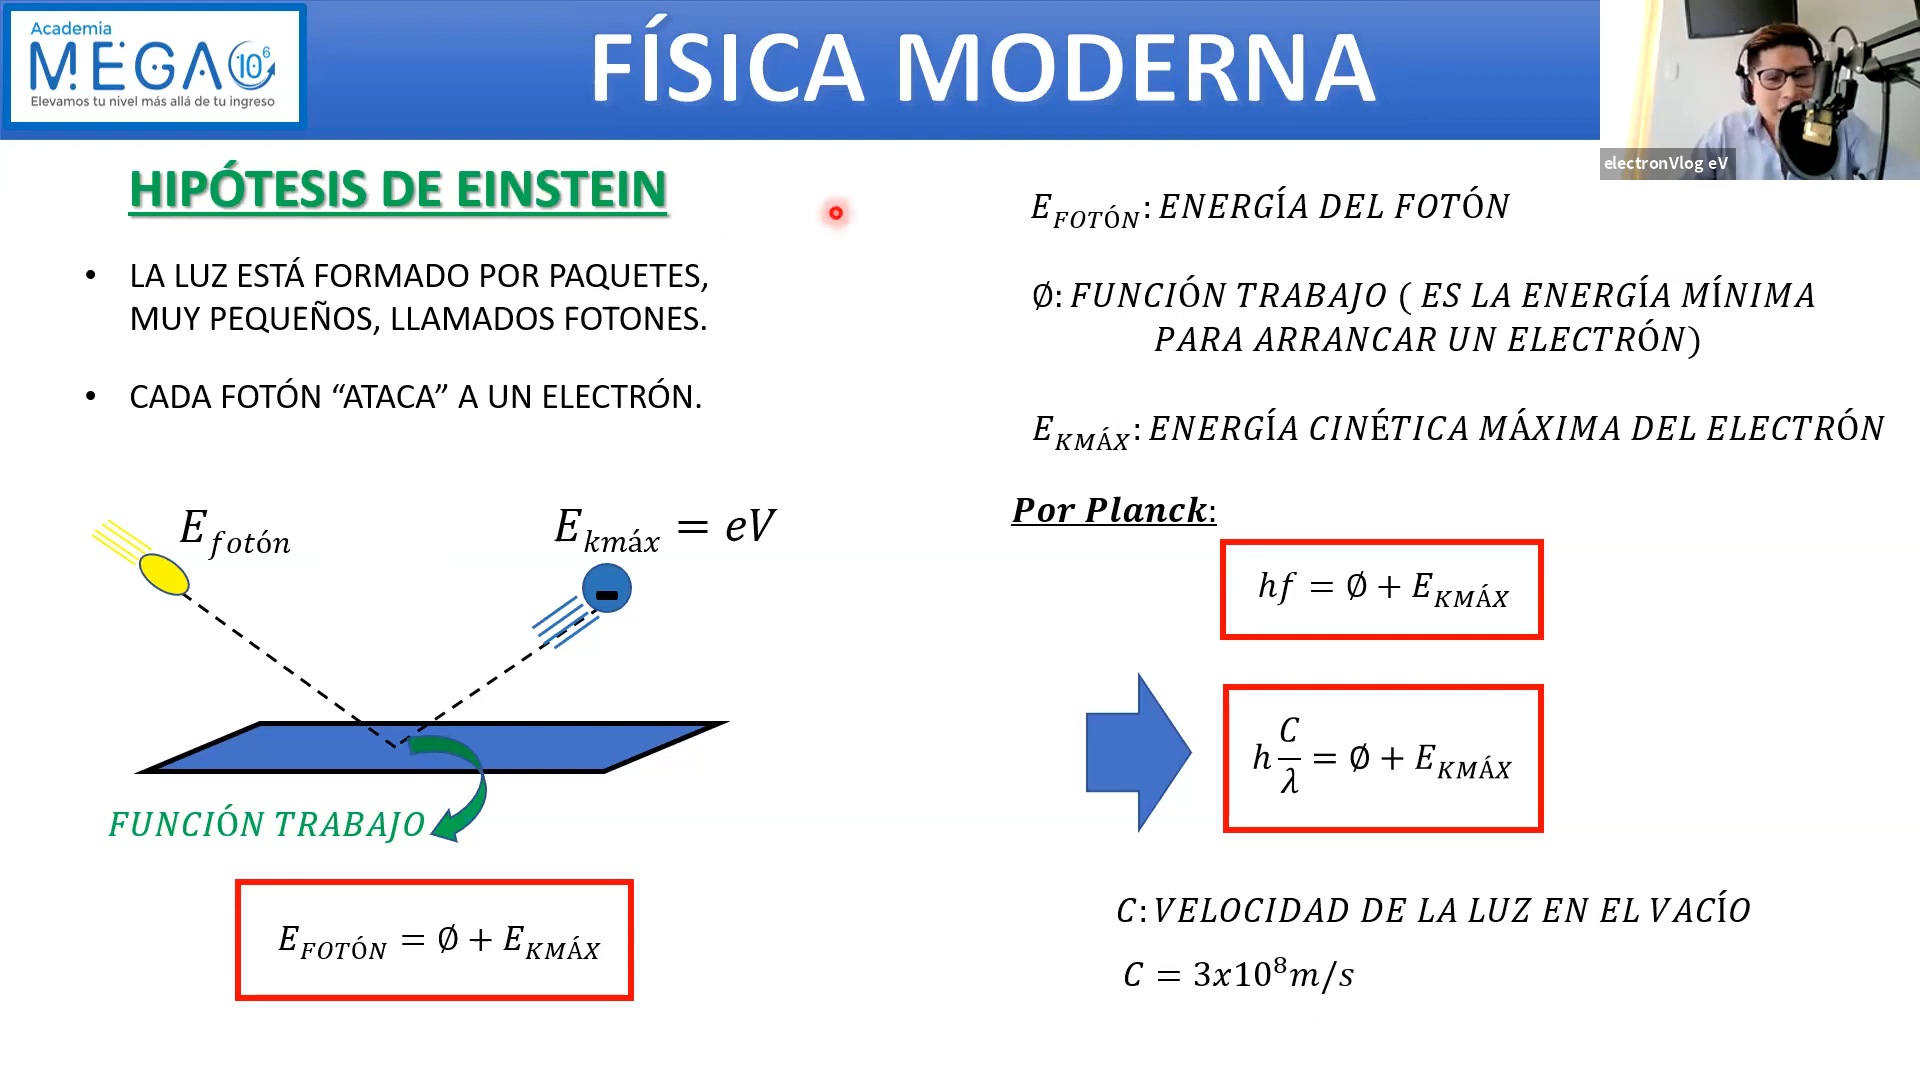 Academia
MEGA 10⁶
Elevamos tu nivel más allá de tu ingreso
FÍSICA MODERNA
electronVlog eV
HIPÓTESIS DE EINSTEIN
• LA LUZ ESTÁ FORMADO POR PAQUETES,
MUY PEQUEÑOS, LLAMADOS FOTONES.
• CADA FOTÓN “ATACA” A UN ELECTRÓN.
E_fotón
E_kmáx = eV
FUNCIÓN TRABAJO
E_FOTÓN = ∅ + E_KMÁX
E_FOTÓN: ENERGÍA DEL FOTÓN
∅: FUNCIÓN TRABAJO ( ES LA ENERGÍA MÍNIMA
PARA ARRANCAR UN ELECTRÓN)
E_KMÁX: ENERGÍA CINÉTICA MÁXIMA DEL ELECTRÓN
Por Planck:
hf = ∅ + E_KMÁX
h C/λ = ∅ + E_KMÁX
C: VELOCIDAD DE LA LUZ EN EL VACÍO
C = 3x10⁸m/s